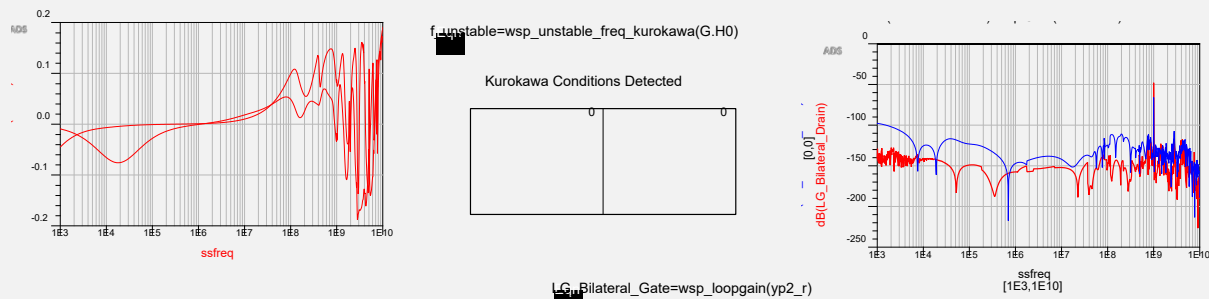 0.2
0.1
0.0
-0.1
-0.2
ADS
1E3 1E4 1E5 1E6 1E7 1E8 1E9 1E10
ssfreq
f_unstable=wsp_unstable_freq_kurokawa(G.H0)
Kurokawa Conditions Detected
0 0
LG_Bilateral_Gate=wsp_loopgain(yp2_r)
ADS
0
-50
-100
-150
-200
-250
[0,0]
dB(LG_Bilateral_Drain)
1E3 1E4 1E5 1E6 1E7 1E8 1E9 1E10
ssfreq
[1E3,1E10]